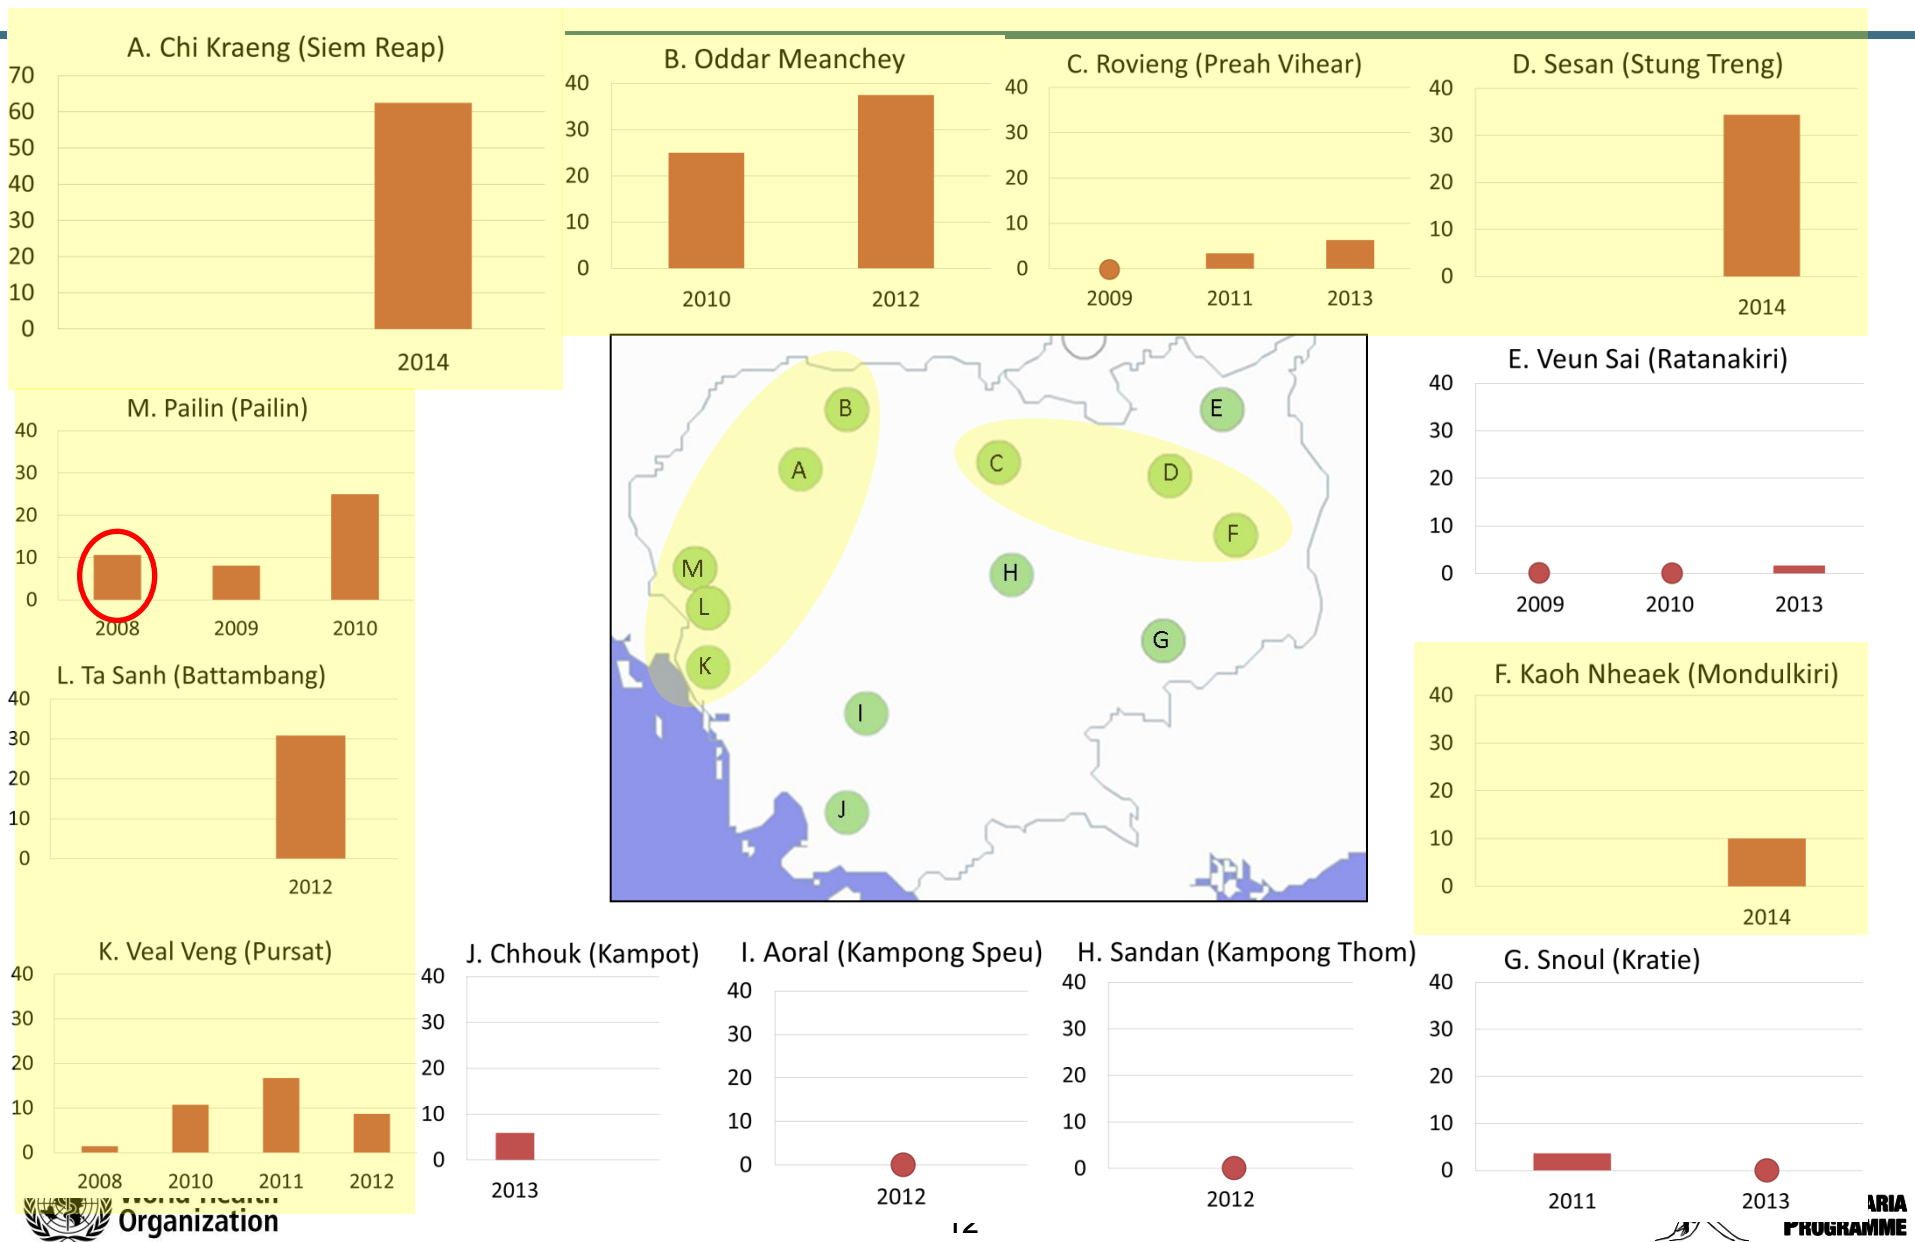 A. Chi Kraeng (Siem Reap)
70
60
50
40
30
20
10
0
2014
B. Oddar Meanchey
40
30
20
10
0
2010 2012
C. Rovieng (Preah Vihear)
40
30
20
10
0
2009 2011 2013
D. Sesan (Stung Treng)
40
30
20
10
0
2014
M. Pailin (Pailin)
40
30
20
10
0
2008 2009 2010
B
E
A
C
D
F
M
H
L
G
K
I
J
E. Veun Sai (Ratanakiri)
40
30
20
10
0
2009 2010 2013
L. Ta Sanh (Battambang)
40
30
20
10
0
2012
F. Kaoh Nheaek (Mondulkiri)
40
30
20
10
0
2014
K. Veal Veng (Pursat)
40
30
20
10
0
2008 2010 2011 2012
J. Chhouk (Kampot)
40
30
20
10
0
2013
I. Aoral (Kampong Speu)
40
30
20
10
0
2012
H. Sandan (Kampong Thom)
40
30
20
10
0
2012
G. Snoul (Kratie)
40
30
20
10
0
2011 2013
World Health
Organization
12
ARIA
PROGRAMME